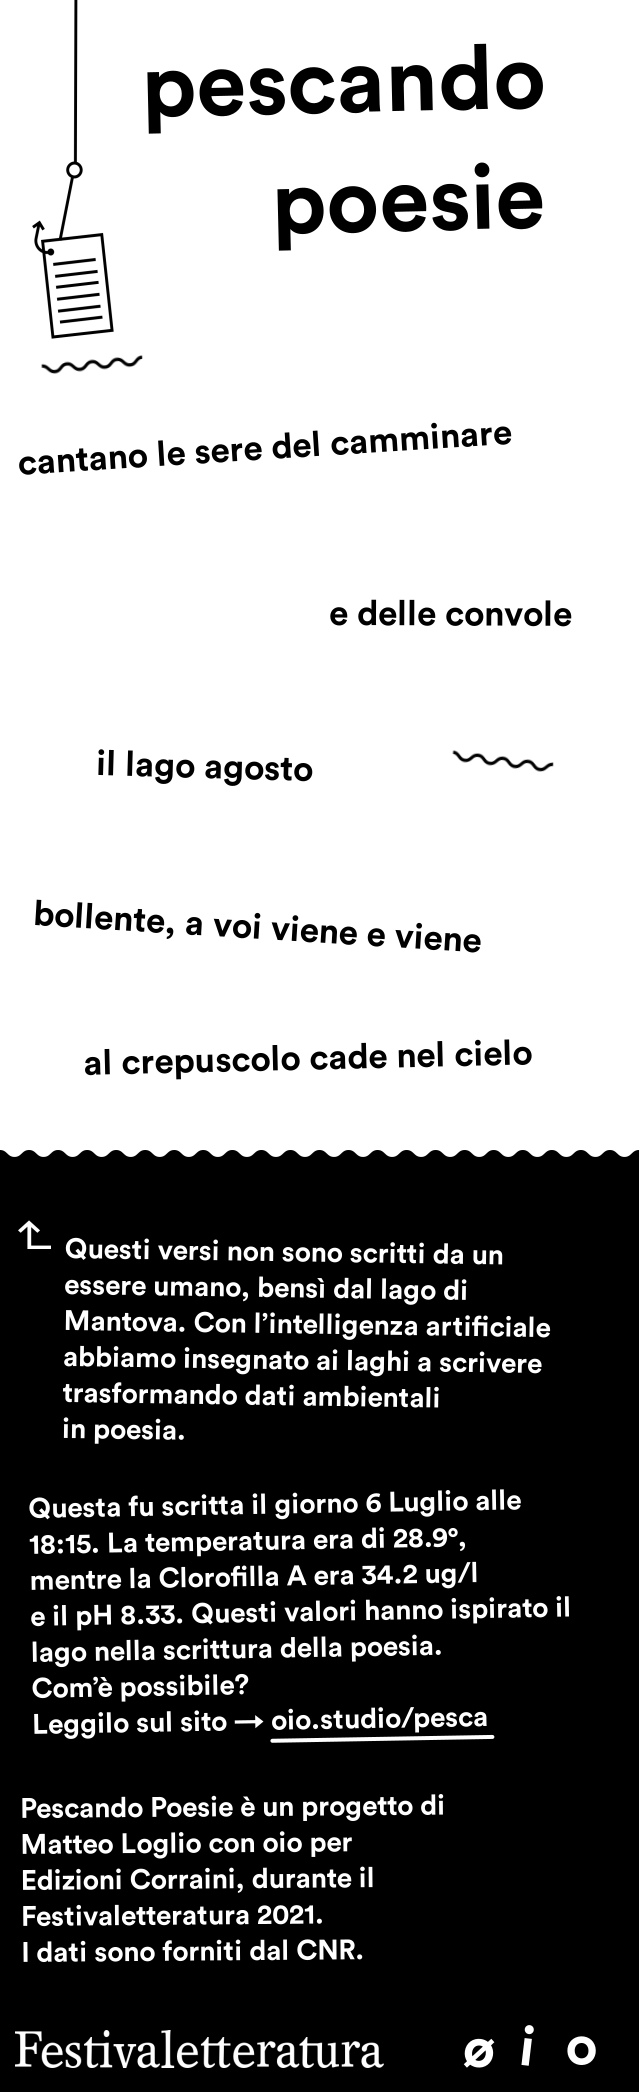 pescando
poesie
cantano le sere del camminare
e delle convole
il lago agosto
bollente, a voi viene e viene
al crepuscolo cade nel cielo
Questi versi non sono scritti da un
essere umano, bensì dal lago di
Mantova. Con l’intelligenza artificiale
abbiamo insegnato ai laghi a scrivere
trasformando dati ambientali
in poesia.
Questa fu scritta il giorno 6 Luglio alle
18:15. La temperatura era di 28.9°,
mentre la Clorofilla A era 34.2 ug/l
e il pH 8.33. Questi valori hanno ispirato il
lago nella scrittura della poesia.
Com’è possibile?
Leggilo sul sito → oio.studio/pesca
Pescando Poesie è un progetto di
Matteo Loglio con oio per
Edizioni Corraini, durante il
Festivaletteratura 2021.
I dati sono forniti dal CNR.
Festivaletteratura ø i o